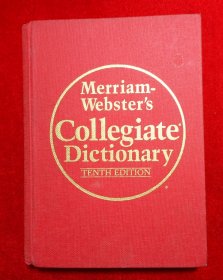 Merriam-
Webster's
Collegiate®
Dictionary
TENTH EDITION